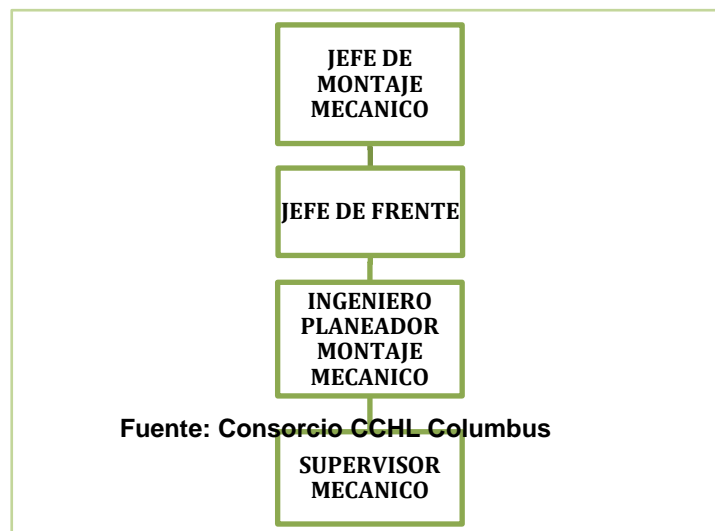 JEFE DE
MONTAJE
MECANICO
JEFE DE FRENTE
INGENIERO
PLANEADOR
MONTAJE
MECANICO
Fuente: Consorcio CCHL Columbus
SUPERVISOR
MECANICO